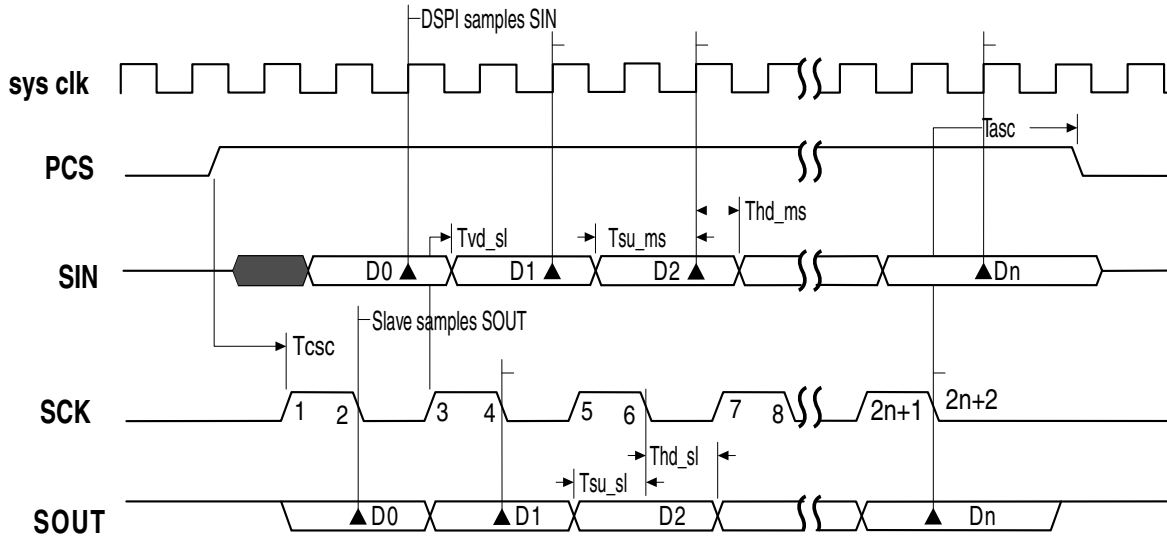 DSPI samples SIN
sys clk
Tasc
PCS
Thd_ms
Tvd_sl
Tsu_ms
SIN
D0
D1
D2
Dn
Slave samples SOUT
Tcsc
SCK
1
2
3
4
5
6
7
8
2n+1
2n+2
Thd_sl
Tsu_sl
SOUT
D0
D1
D2
Dn